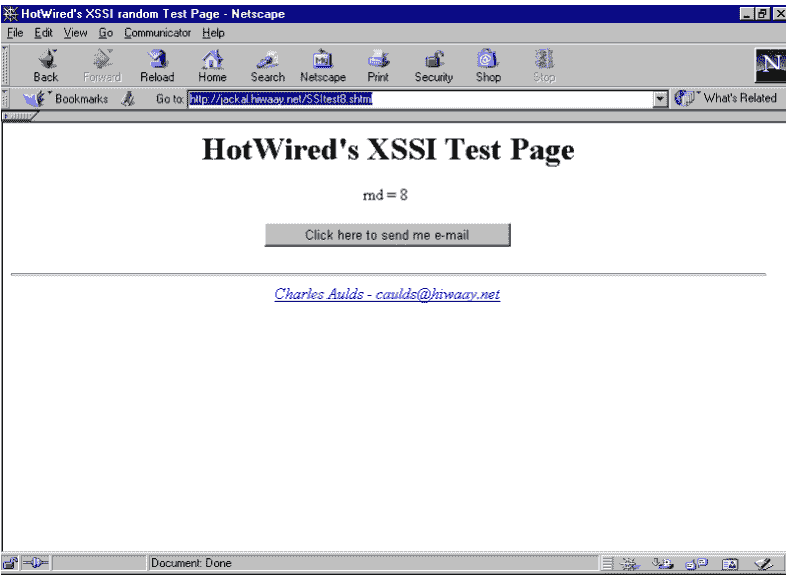 HotWired's XSSI random Test Page - Netscape
File Edit View Go Communicator Help
Back Forward Reload Home Search Netscape Print Security Shop Stop
N
Bookmarks Go to: http://jackal.hiwaay.net/SSItest8.shtml What's Related
HotWired's XSSI Test Page
rnd = 8
Click here to send me e-mail
Charles Aulds - caulds@hiwaay.net
Document: Done